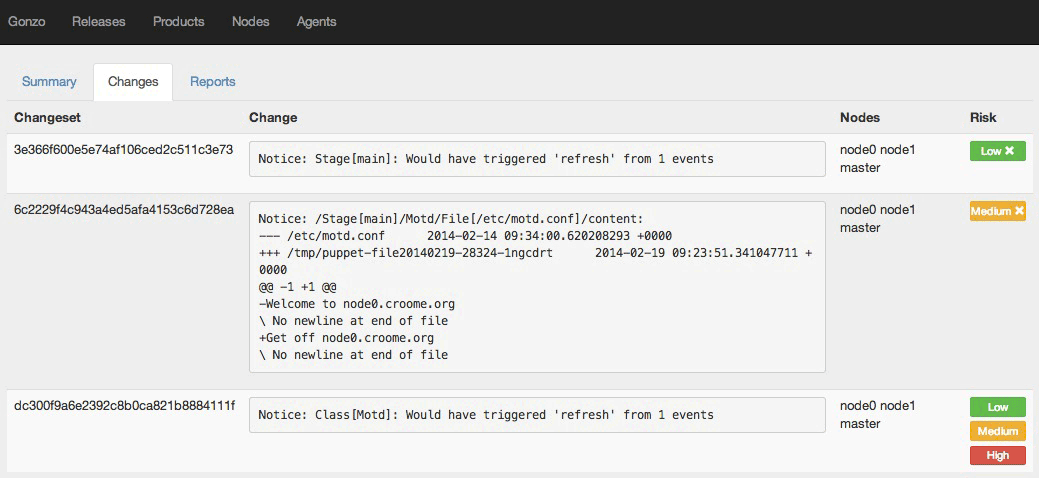 Gonzo Releases Products Nodes Agents
Summary Changes Reports
Changeset Change Nodes Risk
3e366f600e5e74af106ced2c511c3e73 Notice: Stage[main]: Would have triggered 'refresh' from 1 events node0 node1 Low ✖
master
6c2229f4c943a4ed5afa4153c6d728ea Notice: /Stage[main]/Motd/File[/etc/motd.conf]/content: node0 node1 Medium ✖
--- /etc/motd.conf 2014-02-14 09:34:00.620208293 +0000 master
+++ /tmp/puppet-file20140219-28324-1ngcdrt 2014-02-19 09:23:51.341047711 +
0000
@@ -1 +1 @@
-Welcome to node0.croome.org
\ No newline at end of file
+Get off node0.croome.org
\ No newline at end of file
dc300f9a6e2392c8b0ca821b8884111f Notice: Class[Motd]: Would have triggered 'refresh' from 1 events node0 node1 Low
master Medium
High